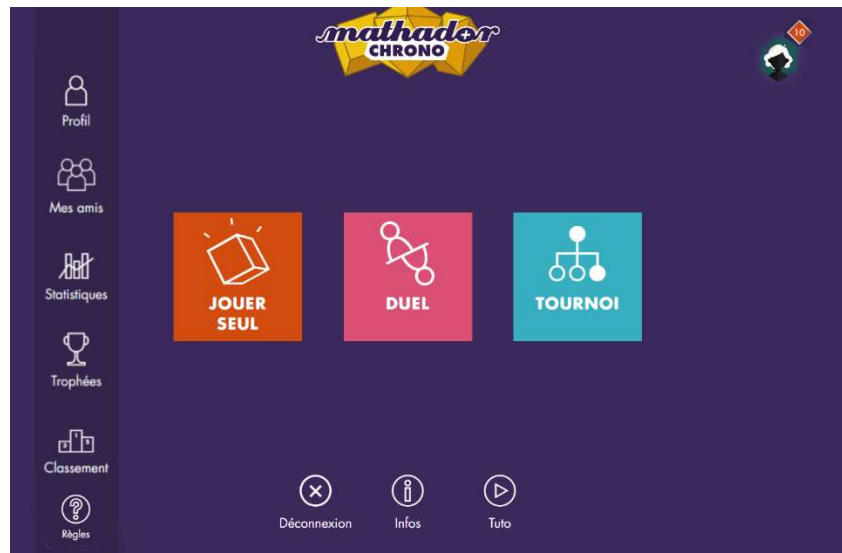 mathador
CHRONO
10
Profil
Mes amis
Statistiques
Trophées
Classement
Règles
JOUER
SEUL
DUEL
TOURNOI
Déconnexion
Infos
Tuto